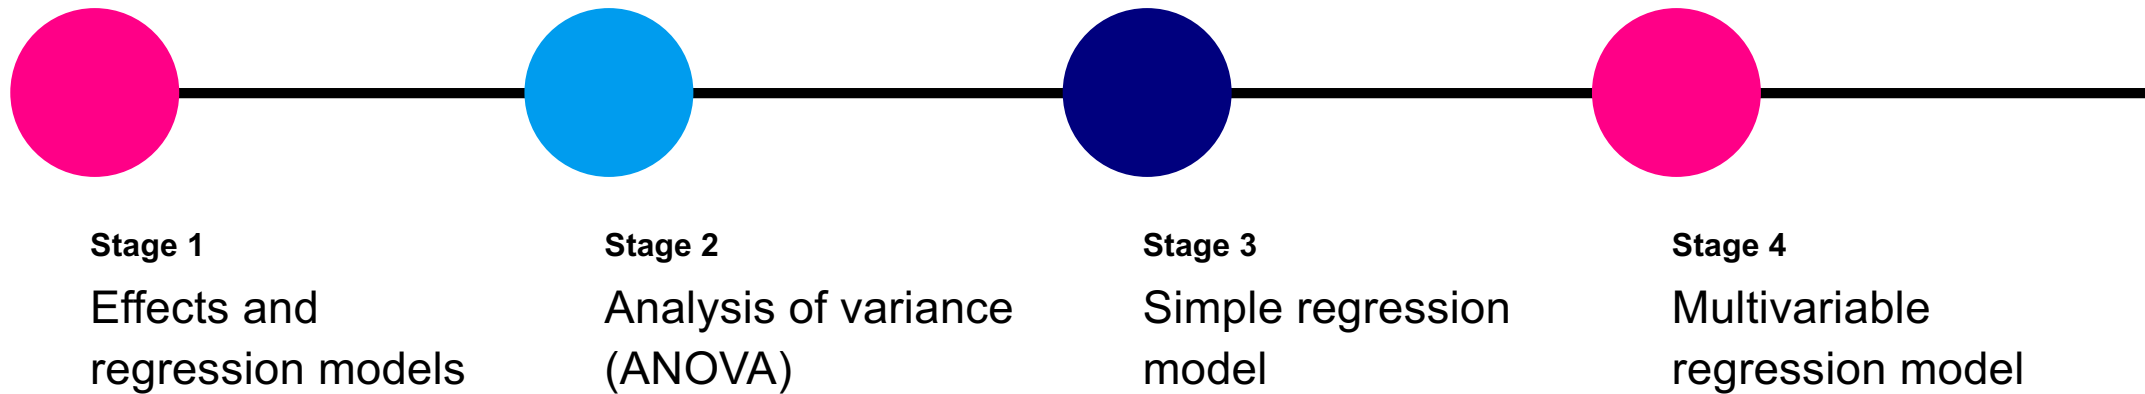 Stage 1
Effects and
regression models
Stage 2
Analysis of variance
(ANOVA)
Stage 3
Simple regression
model
Stage 4
Multivariable
regression model